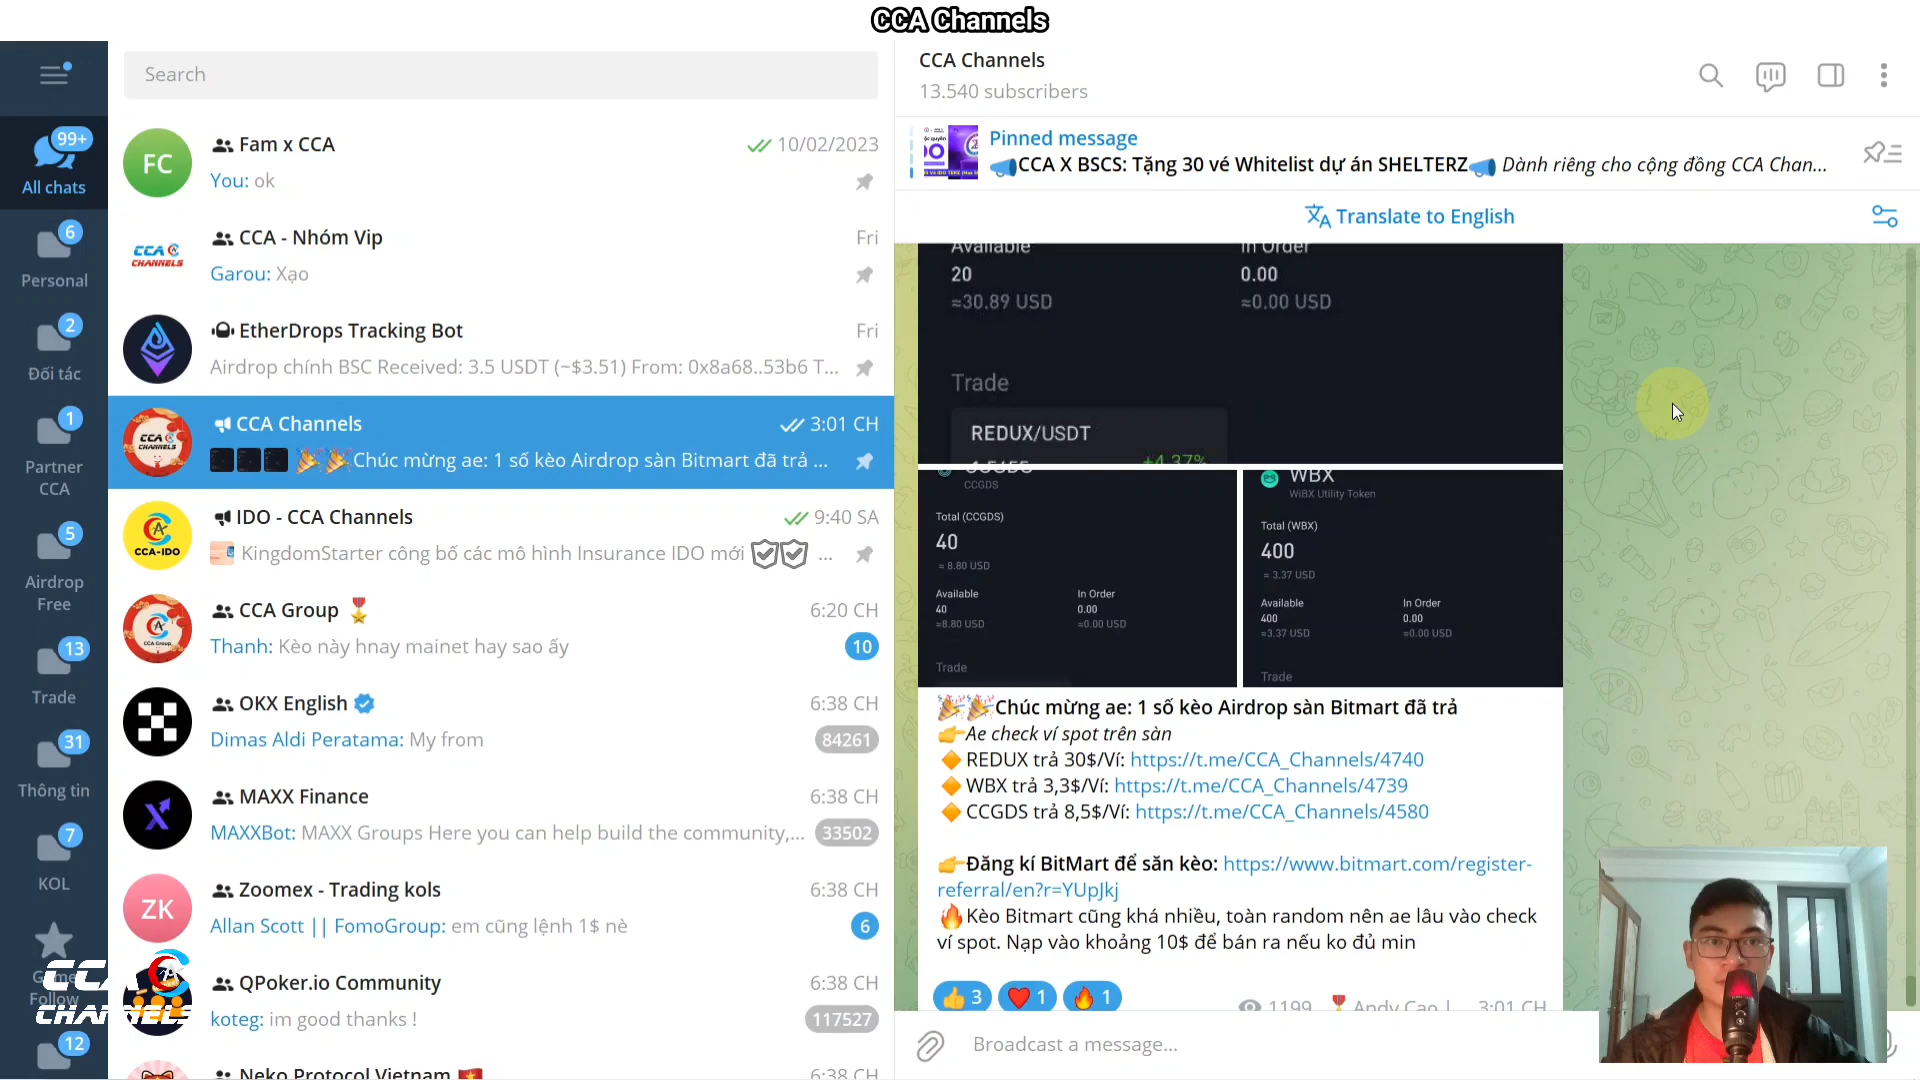 CCA Channels
Search
99+
All chats
6
Personal
2
Đối tác
1
Partner
CCA
5
Airdrop
Free
13
Trade
31
Thông tin
7
KOL
Game
Follow
12
CCA
CHANNELS
FC
Fam x CCA
10/02/2023
You: ok
CCA CHANNELS
CCA - Nhóm Vip
Fri
Garou: Xạo
EtherDrops Tracking Bot
Fri
Airdrop chính BSC Received: 3.5 USDT (~$3.51) From: 0x8a68..53b6 T...
CCA CHANNELS
CCA Channels
3:01 CH
🎉🎉Chúc mừng ae: 1 số kèo Airdrop sàn Bitmart đã trả ...
CCA-IDO
IDO - CCA Channels
9:40 SA
KingdomStarter công bố các mô hình Insurance IDO mới ...
CCA Group
CCA Group 🎖
6:20 CH
Thanh: Kèo này hnay mainet hay sao ấy
10
OKX English
6:38 CH
Dimas Aldi Peratama: My from
84261
MAXX Finance
6:38 CH
MAXXBot: MAXX Groups Here you can help build the community,...
33502
ZK
Zoomex - Trading kols
6:38 CH
Allan Scott || FomoGroup: em cũng lệnh 1$ nè
6
QPoker.io Community
6:38 CH
koteg: im good thanks !
117527
Neko Protocol Vietnam 🇻🇳
6:38 CH
CCA Channels
13.540 subscribers
Pinned message
📣CCA X BSCS: Tặng 30 vé Whitelist dự án SHELTERZ📣 Dành riêng cho cộng đồng CCA Chan...
Translate to English
Available
In Order
20
0.00
≈30.89 USD
≈0.00 USD
Trade
REDUX/USDT
+4.37%
CCGDS
Total (CCGDS)
40
≈ 8.80 USD
Available
In Order
40
0.00
≈8.80 USD
≈0.00 USD
Trade
WBX
WiBX Utility Token
Total (WBX)
400
≈ 3.37 USD
Available
In Order
400
0.00
≈3.37 USD
≈0.00 USD
Trade
🎉🎉Chúc mừng ae: 1 số kèo Airdrop sàn Bitmart đã trả
👉Ae check ví spot trên sàn
🔶REDUX trả 30$/Ví: https://t.me/CCA_Channels/4740
🔶WBX trả 3,3$/Ví: https://t.me/CCA_Channels/4739
🔶CCGDS trả 8,5$/Ví: https://t.me/CCA_Channels/4580
👉Đăng kí BitMart để săn kèo: https://www.bitmart.com/register-
referral/en?r=YUpJkj
🔥Kèo Bitmart cũng khá nhiều, toàn random nên ae lâu vào check
ví spot. Nạp vào khoảng 10$ để bán ra nếu ko đủ min
👍 3
❤️ 1
🔥 1
1199
Andy Cao |
3:01 CH
Broadcast a message...